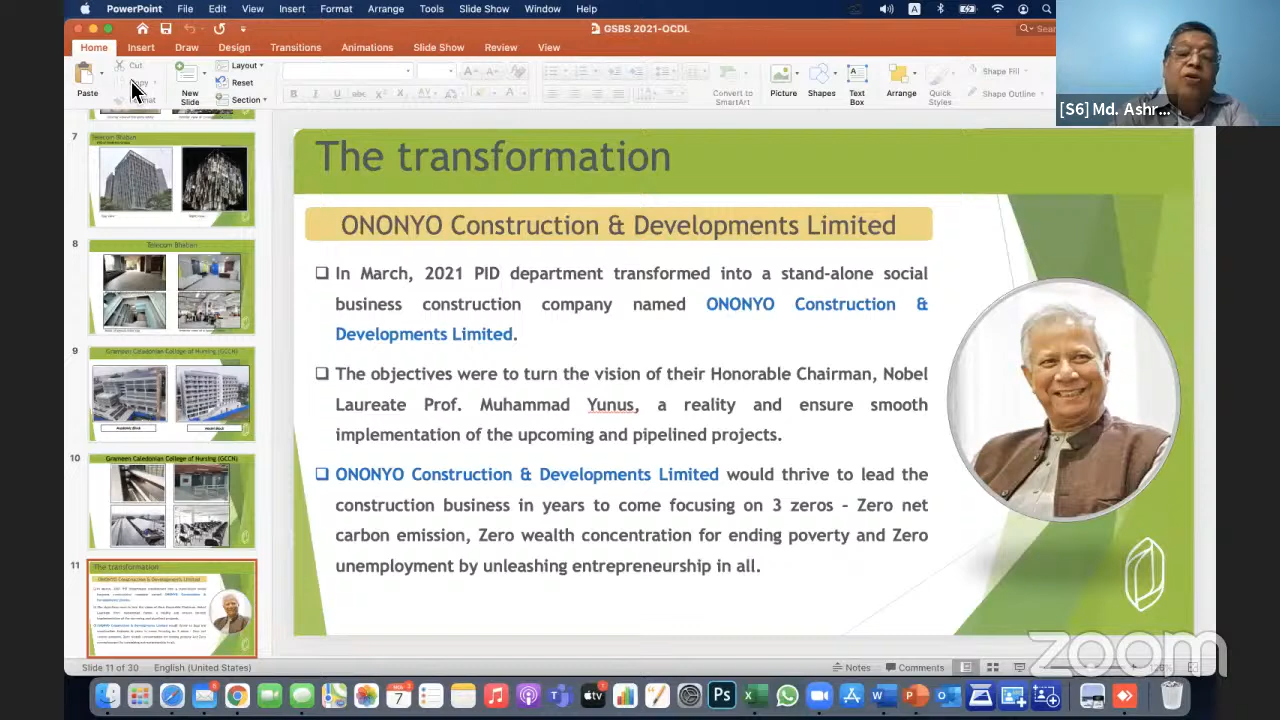 PowerPoint File Edit View Insert Format Arrange Tools Slide Show Window Help
GSBS 2021-OCDL
Home Insert Draw Design Transitions Animations Slide Show Review View
Paste
Cut
New
Slide
Layout
Reset
Section
Convert to
SmartArt
Picture
Shapes
Text
Box
Arrange
Quick
Styles
Shape Fill
Shape Outline
[S6] Md. Ashr...
7
Telecom Bhaban
8
Telecom Bhaban
9
Grameen Caledonian College of Nursing (GCCN)
10
Grameen Caledonian College of Nursing (GCCN)
11
The transformation
The transformation
ONONYO Construction & Developments Limited
In March, 2021 PID department transformed into a stand-alone social
business construction company named ONONYO Construction &
Developments Limited.
The objectives were to turn the vision of their Honorable Chairman, Nobel
Laureate Prof. Muhammad Yunus, a reality and ensure smooth
implementation of the upcoming and pipelined projects.
ONONYO Construction & Developments Limited would thrive to lead the
construction business in years to come focusing on 3 zeros – Zero net
carbon emission, Zero wealth concentration for ending poverty and Zero
unemployment by unleashing entrepreneurship in all.
Slide 11 of 30 English (United States)
Notes Comments
zoom